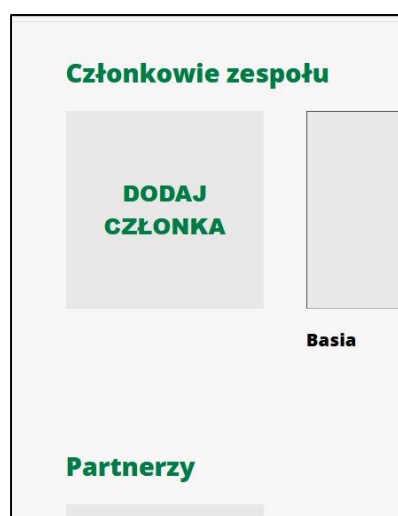 Członkowie zespołu
DODAJ
CZŁONKA
Basia
Partnerzy